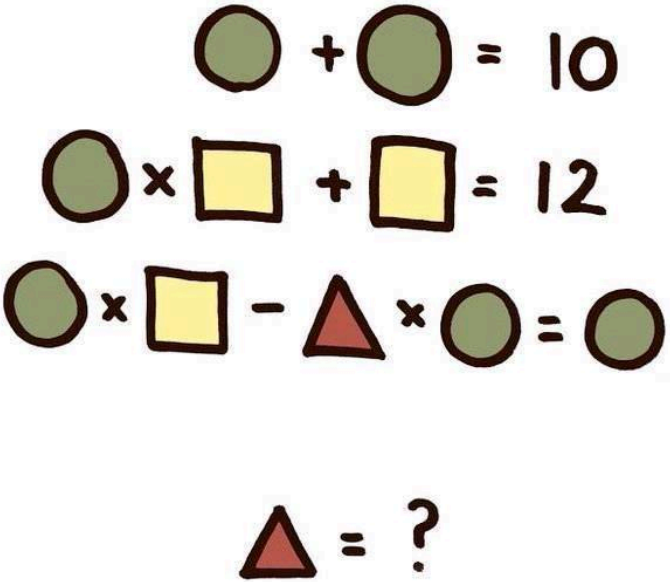 + = 10
x + = 12
x - x =
= ?